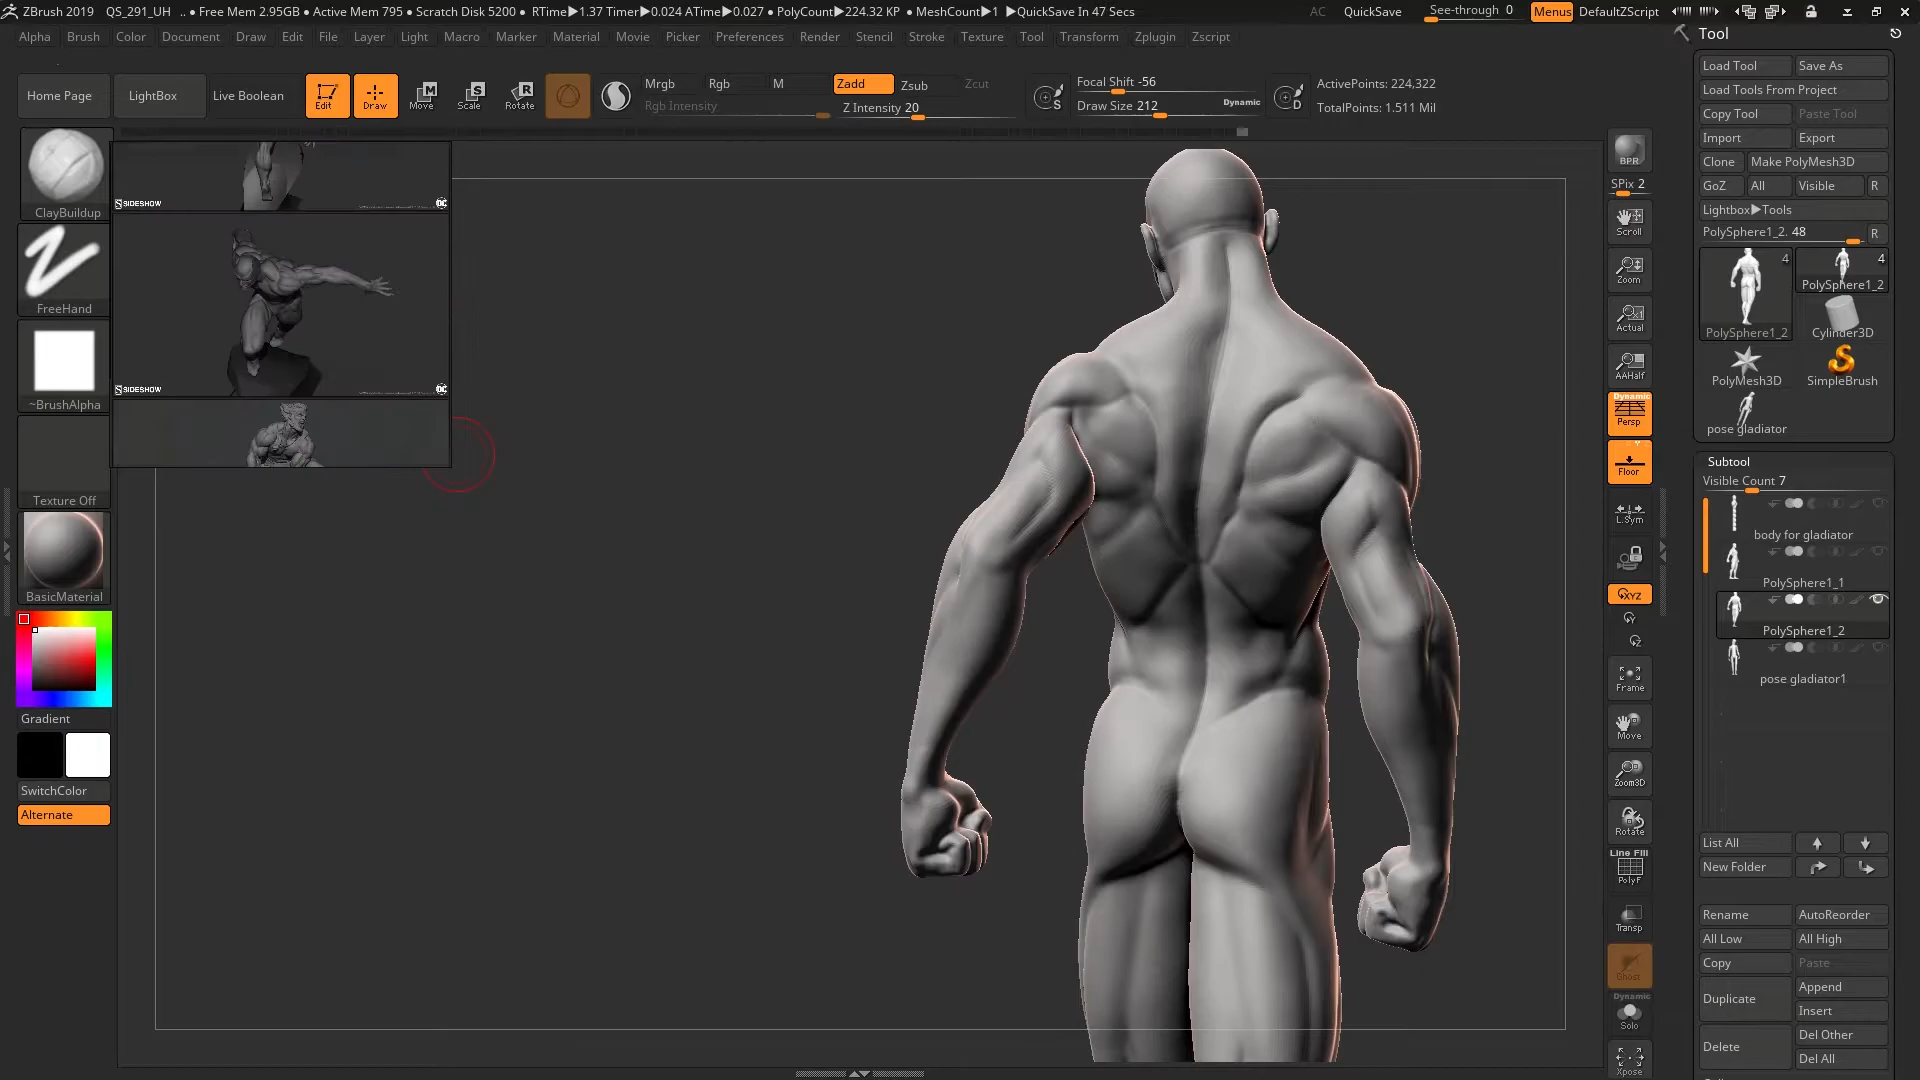 ZBrush 2019 QS_291_UH .. • Free Mem 2.95GB • Active Mem 795 • Scratch Disk 5200 • RTime▶1.37 Timer▶0.024 ATime▶0.027 • PolyCount▶224.32 KP • MeshCount▶1 ▶QuickSave In 47 Secs AC QuickSave See-through 0 Menus DefaultZScript
Alpha Brush Color Document Draw Edit File Layer Light Macro Marker Material Movie Picker Preferences Render Stencil Stroke Texture Tool Transform Zplugin Zscript
Home Page LightBox Live Boolean Edit Draw Move Scale Rotate
Mrgb Rgb M Zadd Zsub Zcut
Rgb Intensity Z Intensity 20
Focal Shift -56
Draw Size 212 Dynamic
ActivePoints: 224,322
TotalPoints: 1.511 Mil
ClayBuildup
FreeHand
~BrushAlpha
Texture Off
BasicMaterial
Gradient
SwitchColor
Alternate
SIDESHOW DC
SIDESHOW DC
BPR
SPix 2
Scroll
Zoom
Actual
AAHalf
Dynamic
Persp
Floor
L.Sym
XYZ
Y
Z
Frame
Move
Zoom3D
Rotate
Line Fill
PolyF
Transp
Ghost
Dynamic
Solo
Xpose
Tool
Load Tool Save As
Load Tools From Project
Copy Tool Paste Tool
Import Export
Clone Make PolyMesh3D
GoZ All Visible R
Lightbox▶Tools
PolySphere1_2. 48 R
4 4
PolySphere1_2
PolySphere1_2 Cylinder3D
PolyMesh3D SimpleBrush
pose gladiator
Subtool
Visible Count 7
body for gladiator
PolySphere1_1
PolySphere1_2
pose gladiator1
List All
New Folder
Rename AutoReorder
All Low All High
Copy Paste
Duplicate Append
Insert
Delete Del Other
Del All